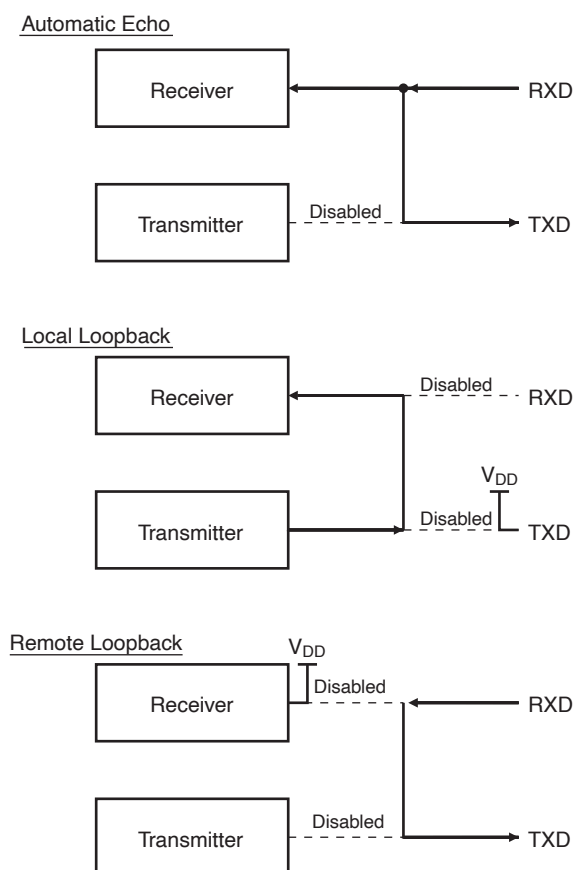 Automatic Echo
Receiver
RXD
Transmitter
Disabled
TXD
Local Loopback
Receiver
Disabled
RXD
VDD
Transmitter
Disabled
TXD
Remote Loopback
VDD
Receiver
Disabled
RXD
Transmitter
Disabled
TXD